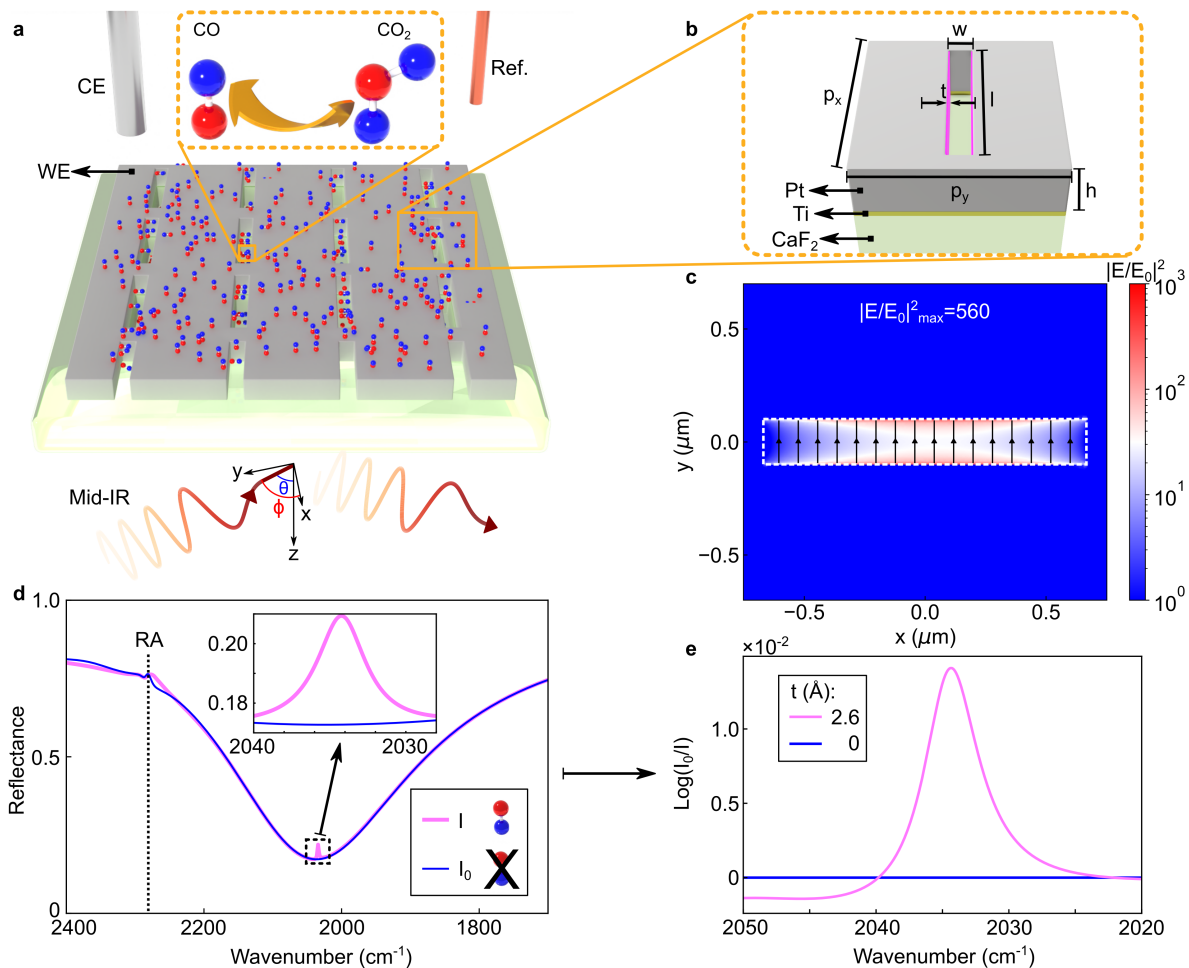 a
CO
CO₂
CE
Ref.
WE
Mid-IR
y
θ
ϕ
x
z
b
w
pₓ
t
l
Pt
p_y
h
Ti
CaF₂
c
|E/E₀|²
|E/E₀|²max=560
10³
10²
10¹
10⁰
0.5
0.0
−0.5
y (μm)
−0.5
0.0
0.5
x (μm)
d
1.0
0.5
0
Reflectance
RA
0.20
0.18
2040
2030
I
I₀
X
2400
2200
2000
1800
Wavenumber (cm⁻¹)
e
×10⁻²
t (Å):
2.6
0
1.0
0.5
0
Log(I₀/I)
2050
2040
2030
2020
Wavenumber (cm⁻¹)